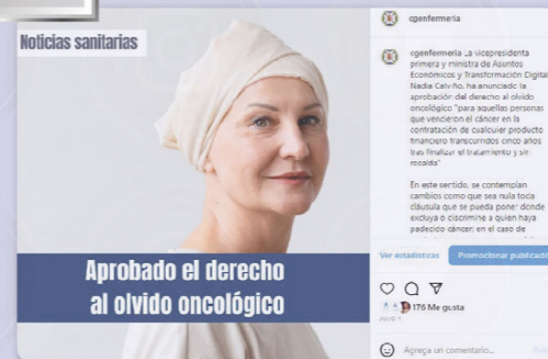 Noticias sanitarias
Aprobado el derecho
al olvido oncológico
cgenfermeria
cgenfermeria La vicepresidenta
primera y ministra de Asuntos
Económicos y Transformación Digital
Nadia Calviño, ha anunciado la
aprobación del derecho al olvido
oncológico "para aquellas personas
que vencieron el cáncer en la
contratación de cualquier producto
financiero transcurridos cinco años
tras finalizar el tratamiento y sin
recaída"
En este sentido, se contemplan
cambios como que sea nula toda
cláusula que se pueda poner donde
excluya o discrimine a quien haya
padecido cáncer; en el caso de
Ver estadísticas
Promocionar publicació
176 Me gusta
Agrega un comentario...